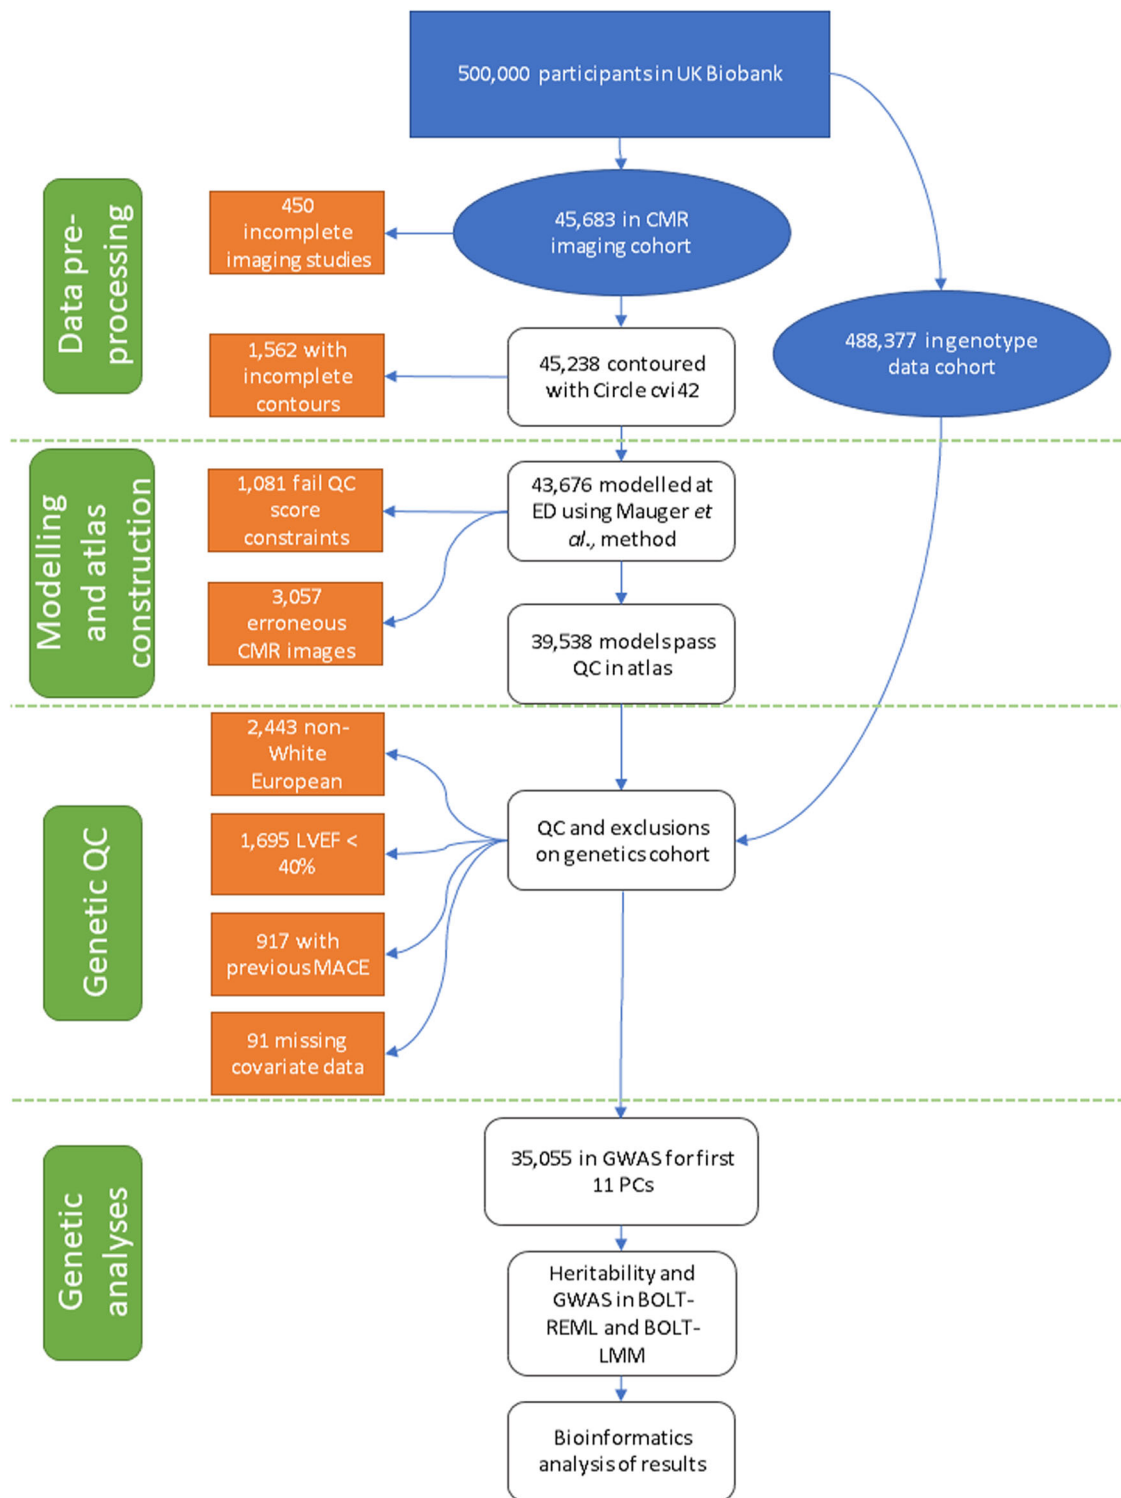 500,000 participants in UK Biobank
Data pre-
processing
450
incomplete
imaging studies
45,683 in CMR
imaging cohort
488,377 in genotype
data cohort
1,562 with
incomplete
contours
45,238 contoured
with Circle cvi42
Modelling
and atlas
construction
1,081 fail QC
score
constraints
43,676 modelled at
ED using Mauger et
al., method
3,057
erroneous
CMR images
39,538 models pass
QC in atlas
Genetic QC
2,443 non-
White
European
1,695 LVEF <
40%
QC and exclusions
on genetics cohort
917 with
previous MACE
91 missing
covariate data
Genetic
analyses
35,055 in GWAS for first
11 PCs
Heritability and
GWAS in BOLT-
REML and BOLT-
LMM
Bioinformatics
analysis of results